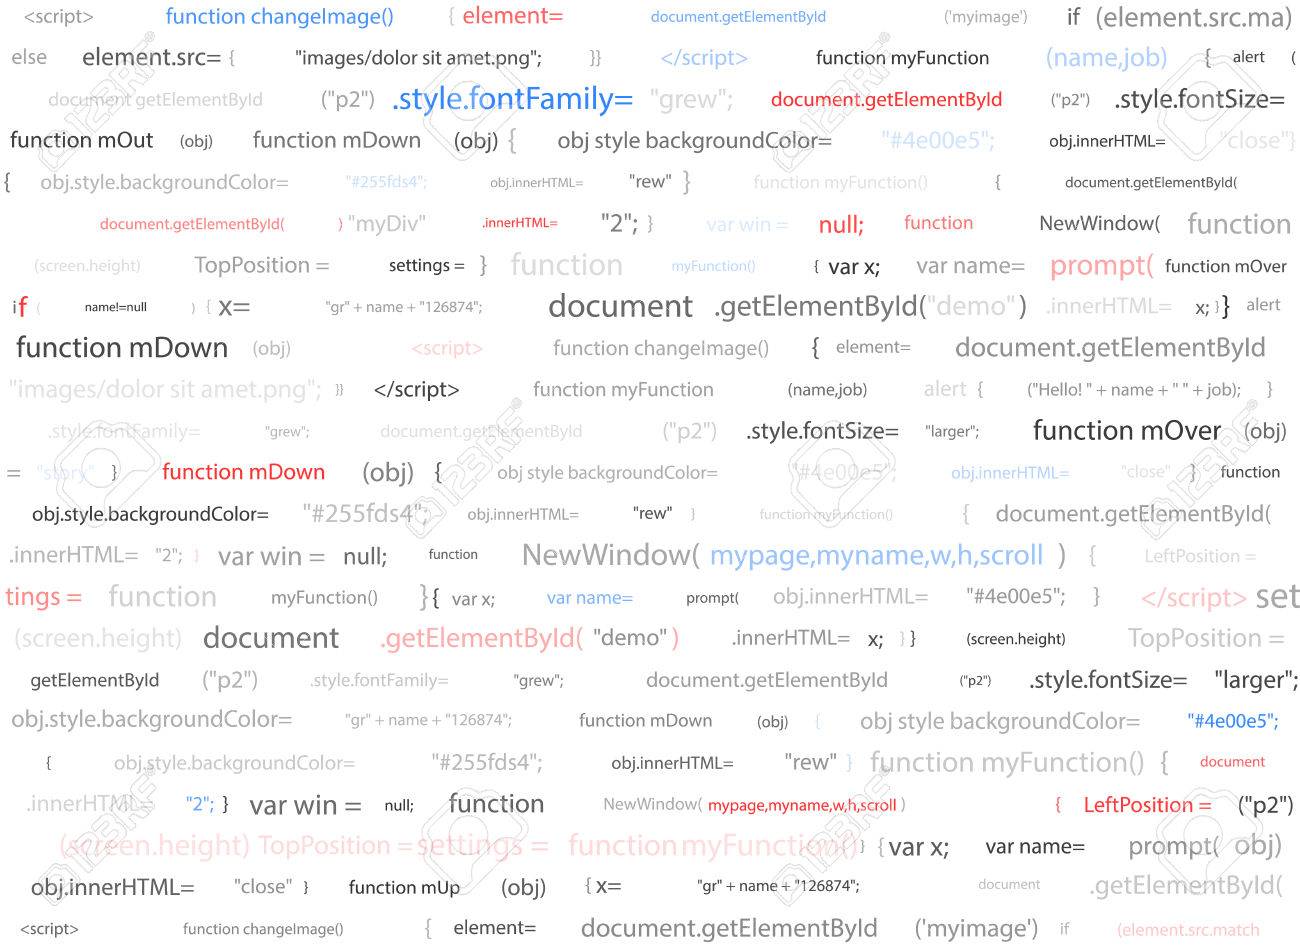 <script> function changeImage() { element= document.getElementById ('myimage') if (element.src.ma)
else element.src= { "images/dolor sit amet.png"; }} </script> function myFunction (name,job) { alert (
document getElementById ("p2") .style.fontFamily= "grew"; document.getElementById ("p2") .style.fontSize=
function mOut (obj) function mDown (obj) { obj style backgroundColor= "#4e00e5"; obj.innerHTML= "close"}
{ obj.style.backgroundColor= "#255fds4"; obj.innerHTML= "rew" } function myFunction() { document.getElementById(
document.getElementById( ) "myDiv" .innerHTML= "2"; } var win = null; function NewWindow( function
(screen.height) TopPosition = settings = } function myFunction() { var x; var name= prompt( function mOver
if ( name!=null ) { x= "gr" + name + "126874"; document .getElementById("demo") .innerHTML= x; } } alert
function mDown (obj) <script> function changeImage() { element= document.getElementById
"images/dolor sit amet.png"; }} </script> function myFunction (name,job) alert { ("Hello! " + name + " " + job); }
.style.fontFamily= "grew"; document.getElementById ("p2") .style.fontSize= "larger"; function mOver (obj)
= "story" } function mDown (obj) { obj style backgroundColor= "#4e00e5"; obj.innerHTML= "close" } function
obj.style.backgroundColor= "#255fds4"; obj.innerHTML= "rew" } function myFunction() { document.getElementById(
.innerHTML= "2"; } var win = null; function NewWindow( mypage,myname,w,h,scroll ) { LeftPosition =
tings = function myFunction() } { var x; var name= prompt( obj.innerHTML= "#4e00e5"; } </script> set
(screen.height) document .getElementById( "demo" ) .innerHTML= x; } } (screen.height) TopPosition =
getElementById ("p2") .style.fontFamily= "grew"; document.getElementById ("p2") .style.fontSize= "larger";
obj.style.backgroundColor= "gr" + name + "126874"; function mDown (obj) { obj style backgroundColor= "#4e00e5";
{ obj.style.backgroundColor= "#255fds4"; obj.innerHTML= "rew" } function myFunction() { document
.innerHTML= "2"; } var win = null; function NewWindow( mypage,myname,w,h,scroll ) { LeftPosition = ("p2")
(screen.height) TopPosition = settings = function myFunction() } { var x; var name= prompt( obj)
obj.innerHTML= "close" } function mUp (obj) { x= "gr" + name + "126874"; document .getElementById(
<script> function changeImage() { element= document.getElementById ('myimage') if (element.src.match